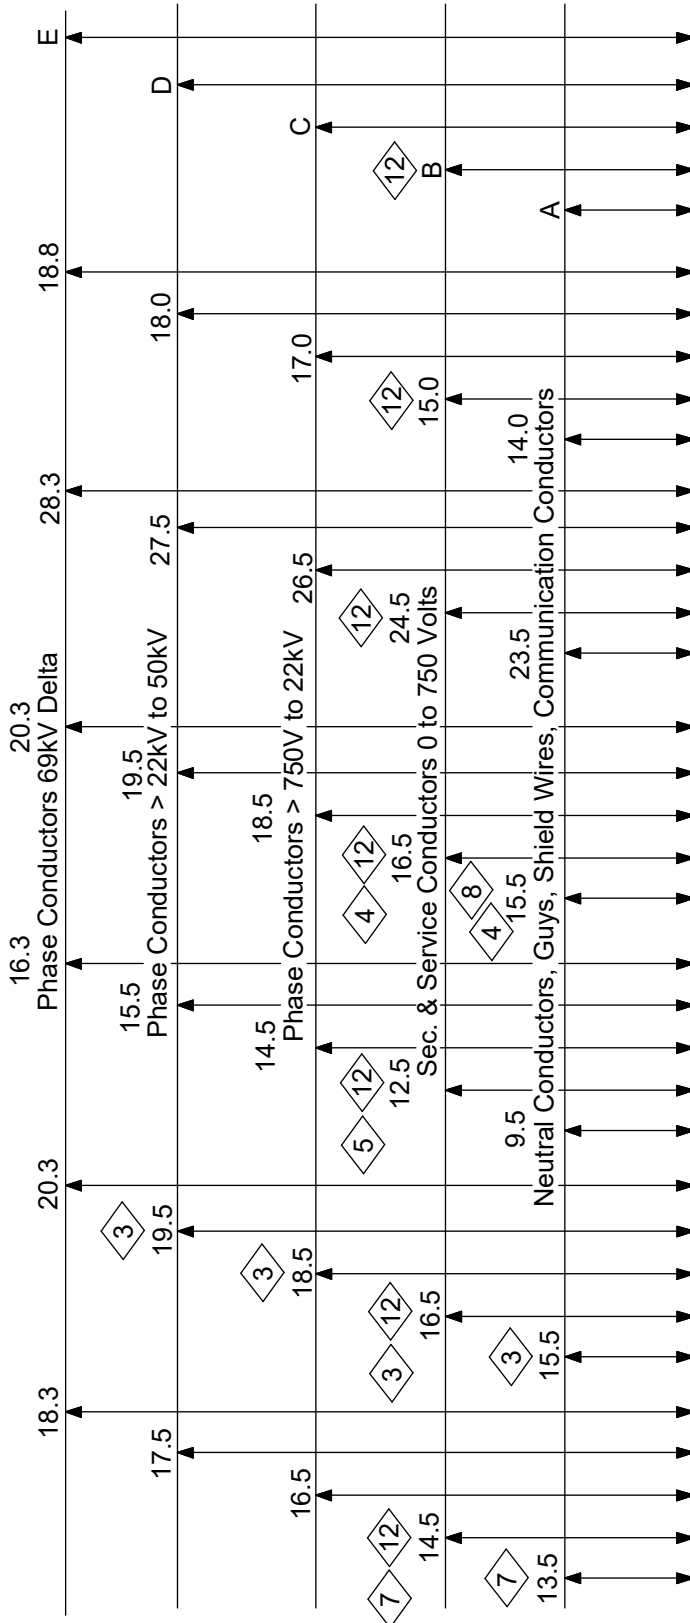 16.3 20.3
18.3 20.3 Phase Conductors 69kV Delta 28.3 18.8 E
3 15.5 19.5
17.5 19.5 Phase Conductors > 22kV to 50kV 27.5 18.0 D
3 14.5 18.5
16.5 18.5 Phase Conductors > 750V to 22kV 26.5 17.0 C
7 12 3 12 5 12 4 12 12 12 12
14.5 16.5 12.5 16.5 24.5 15.0 B
Sec. & Service Conductors 0 to 750 Volts
4 8
7 3 9.5 15.5 23.5 14.0
13.5 15.5 Neutral Conductors, Guys, Shield Wires, Communication Conductors A